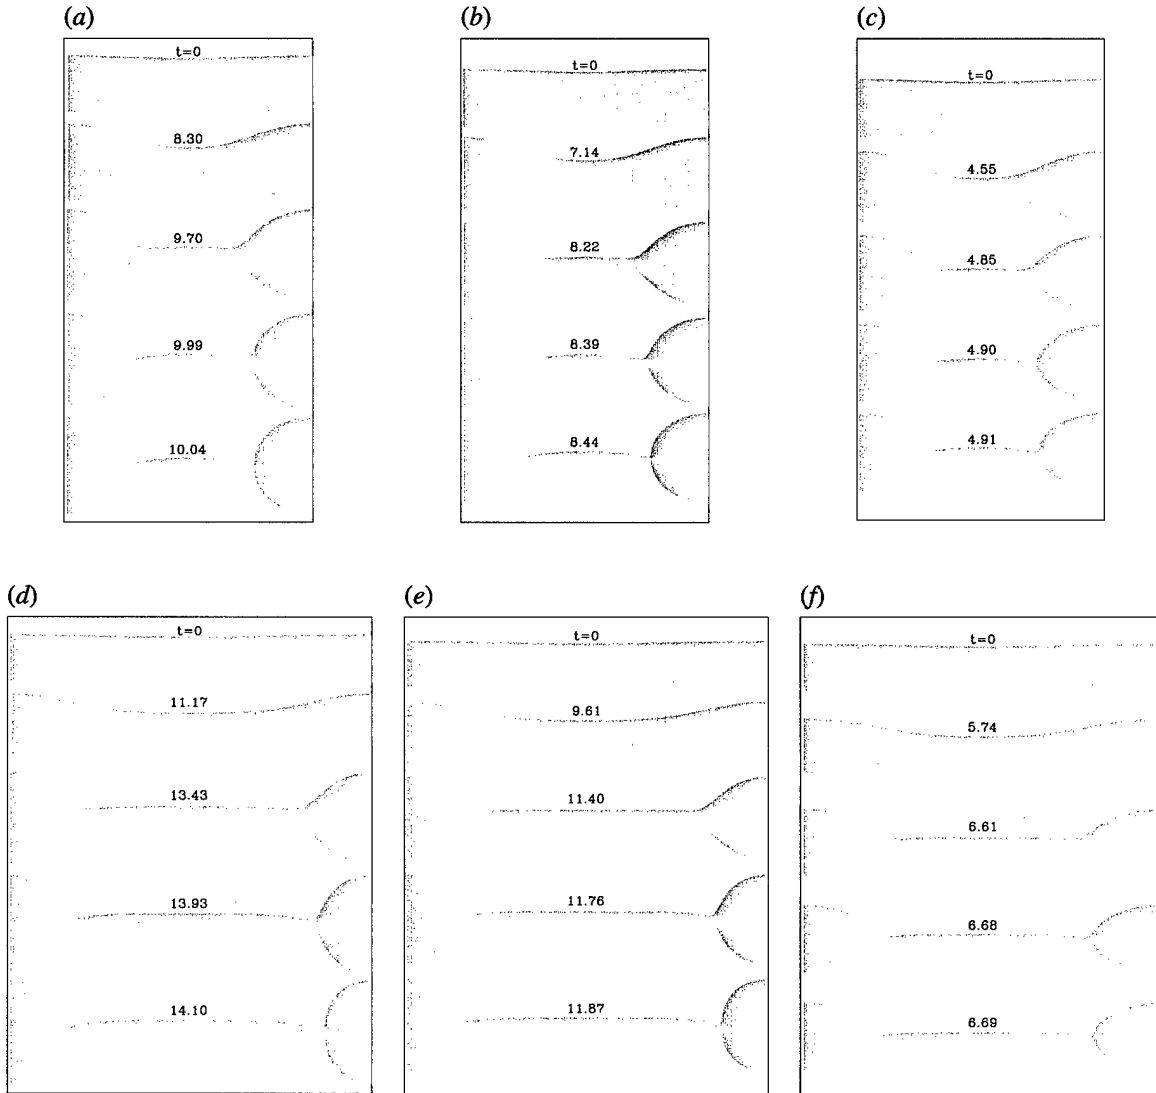 (a)
t=0
8.30
9.70
9.99
10.04
(b)
t=0
7.14
8.22
8.39
8.44
(c)
t=0
4.55
4.85
4.90
4.91
(d)
t=0
11.17
13.43
13.93
14.10
(e)
t=0
9.61
11.40
11.76
11.87
(f)
t=0
5.74
6.61
6.68
6.69